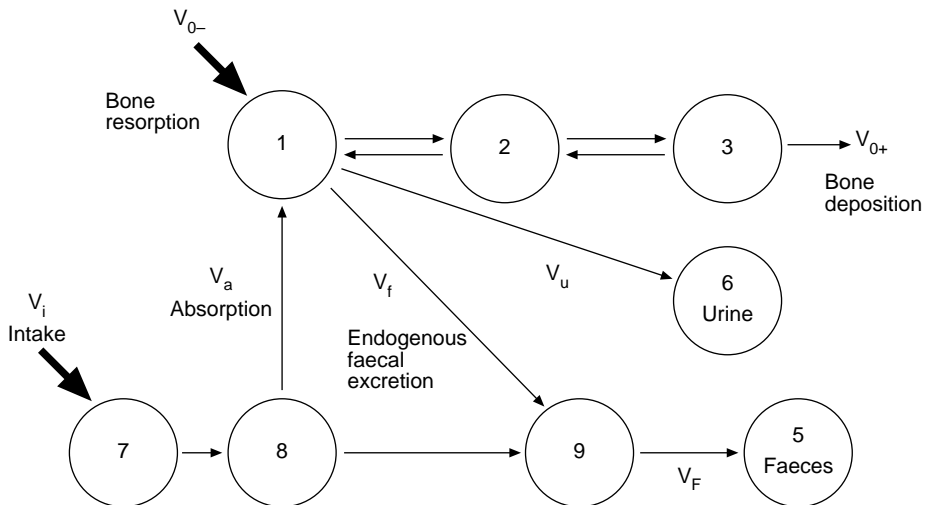 V0–
Bone
resorption
1
2
3
V0+
Bone
deposition
Va
Absorption
Vf
Vu
6
Urine
Vi
Intake
Endogenous
faecal
excretion
7
8
9
VF
5
Faeces